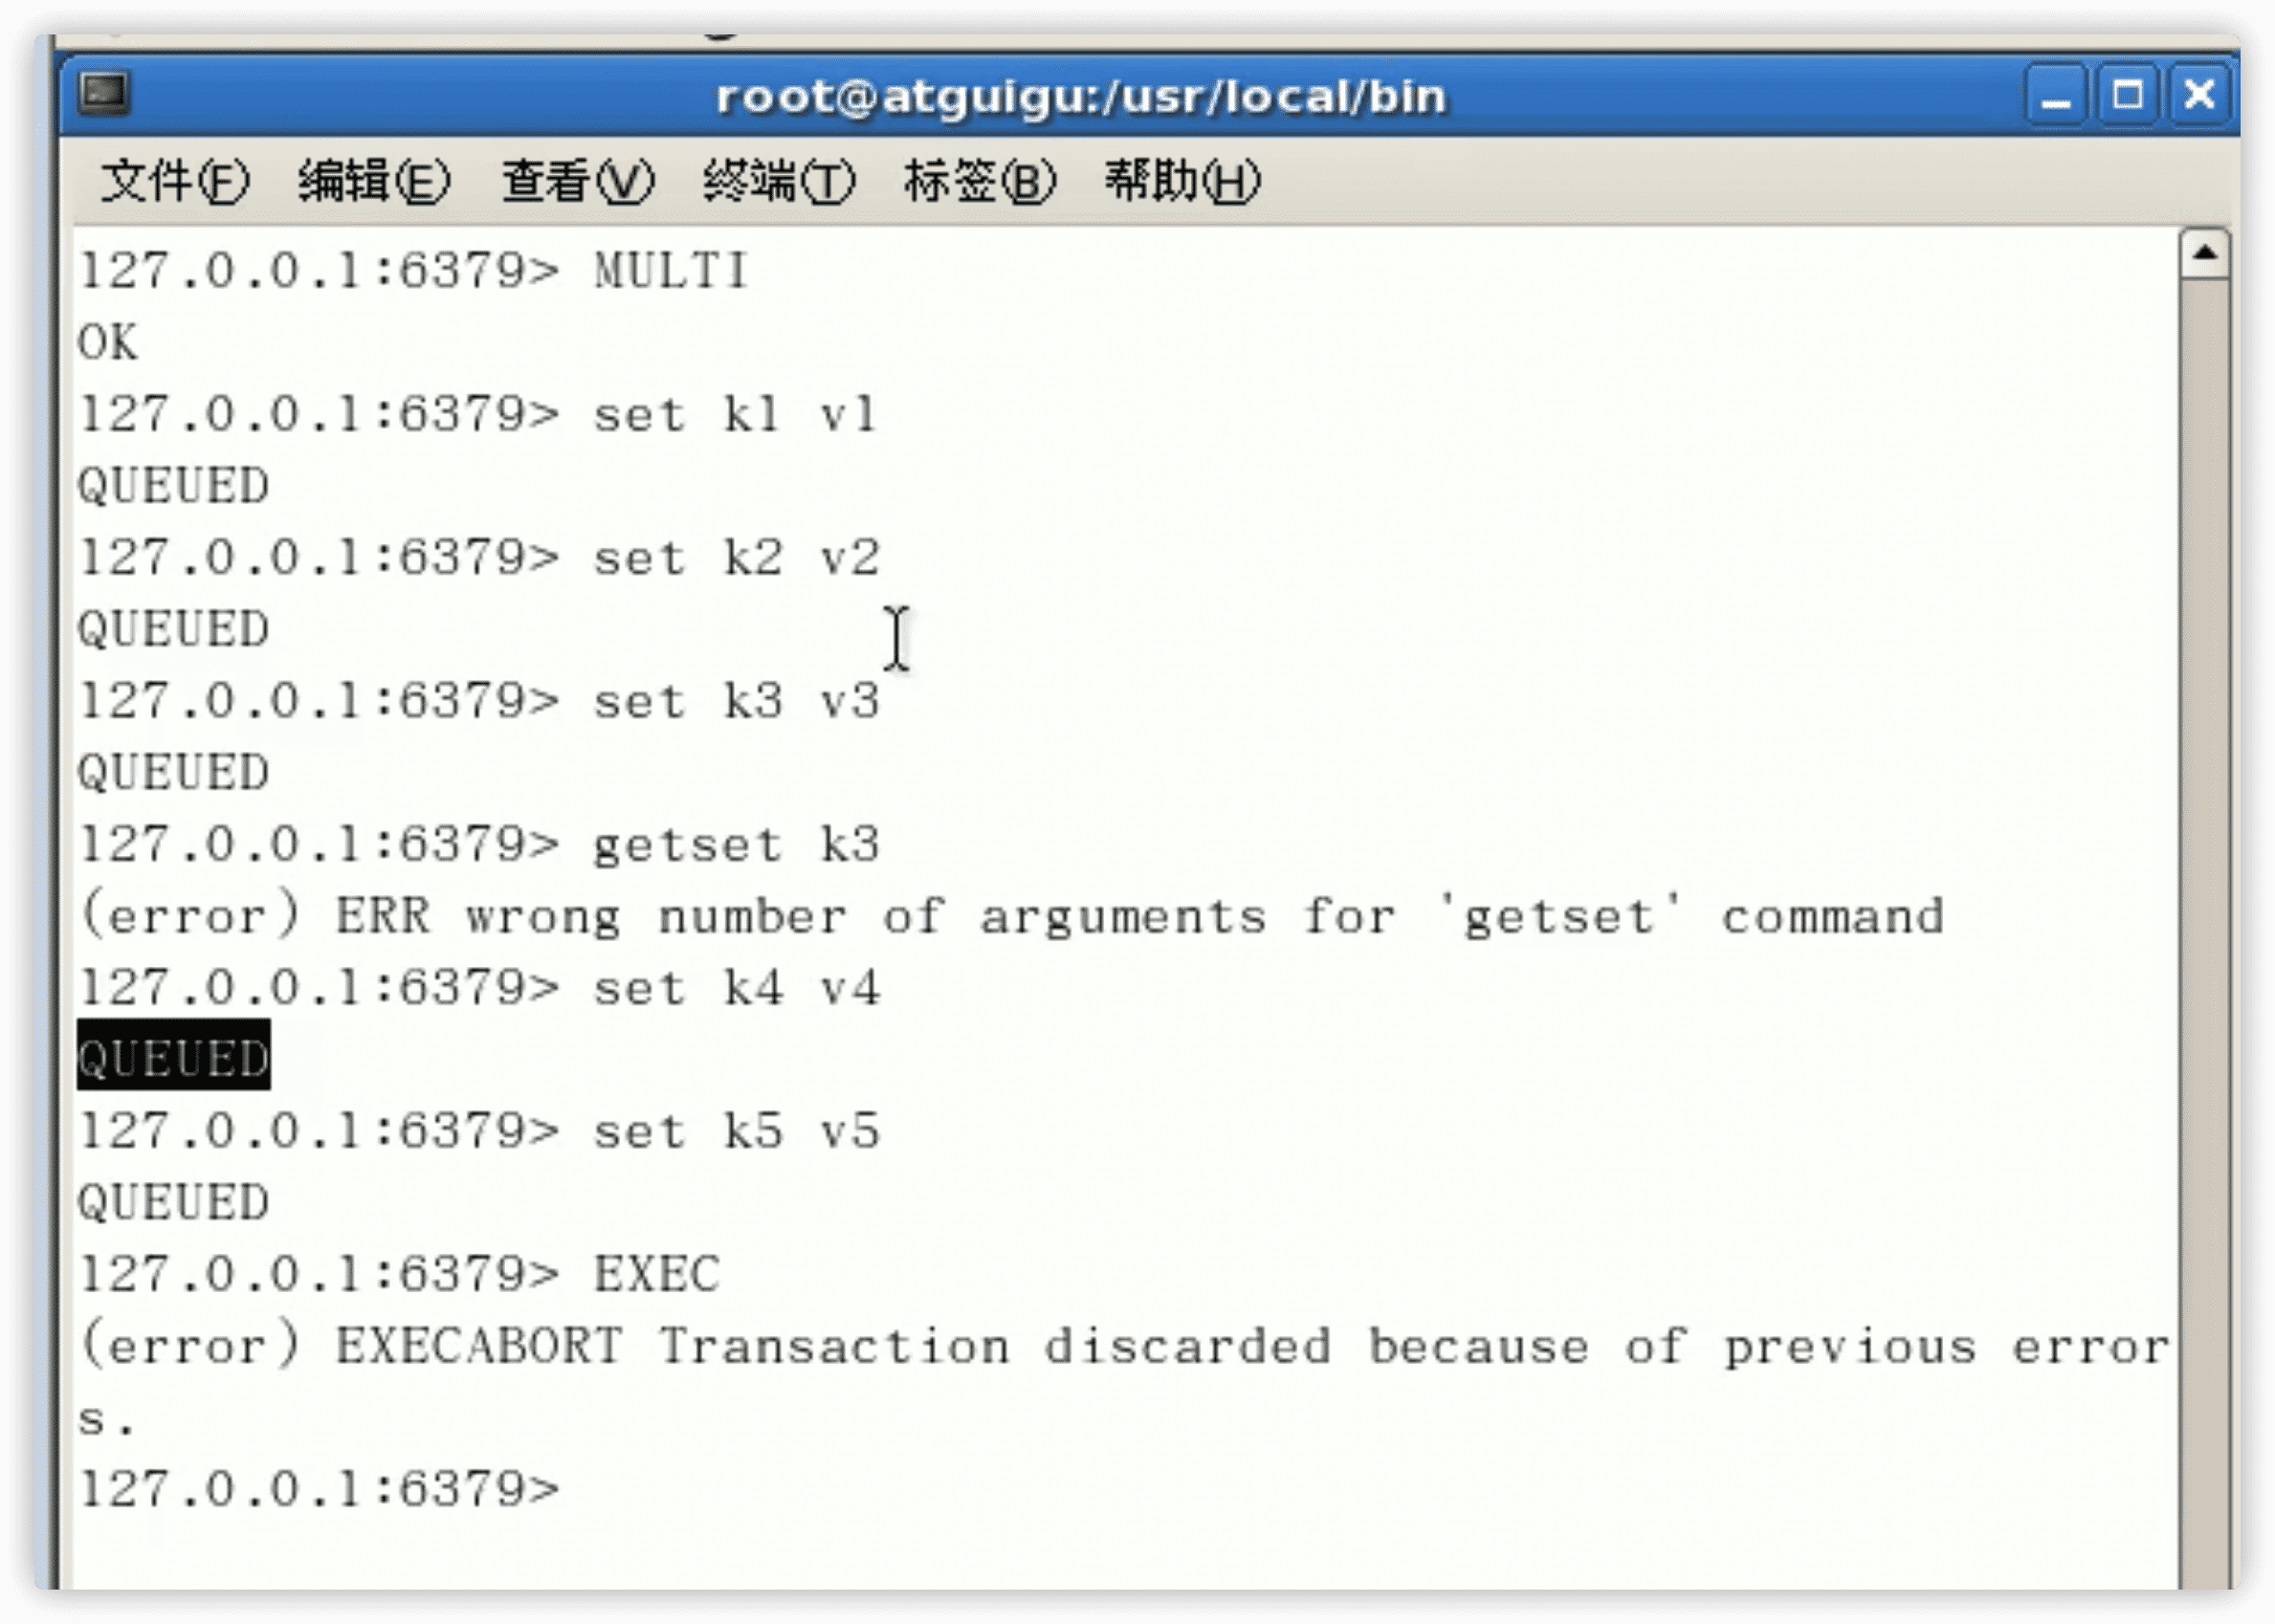 root@atguigu:/usr/local/bin
文件(F) 编辑(E) 查看(V) 终端(T) 标签(B) 帮助(H)
127.0.0.1:6379> MULTI
OK
127.0.0.1:6379> set k1 v1
QUEUED
127.0.0.1:6379> set k2 v2
QUEUED
127.0.0.1:6379> set k3 v3
QUEUED
127.0.0.1:6379> getset k3
(error) ERR wrong number of arguments for 'getset' command
127.0.0.1:6379> set k4 v4
QUEUED
127.0.0.1:6379> set k5 v5
QUEUED
127.0.0.1:6379> EXEC
(error) EXECABORT Transaction discarded because of previous error
s.
127.0.0.1:6379>